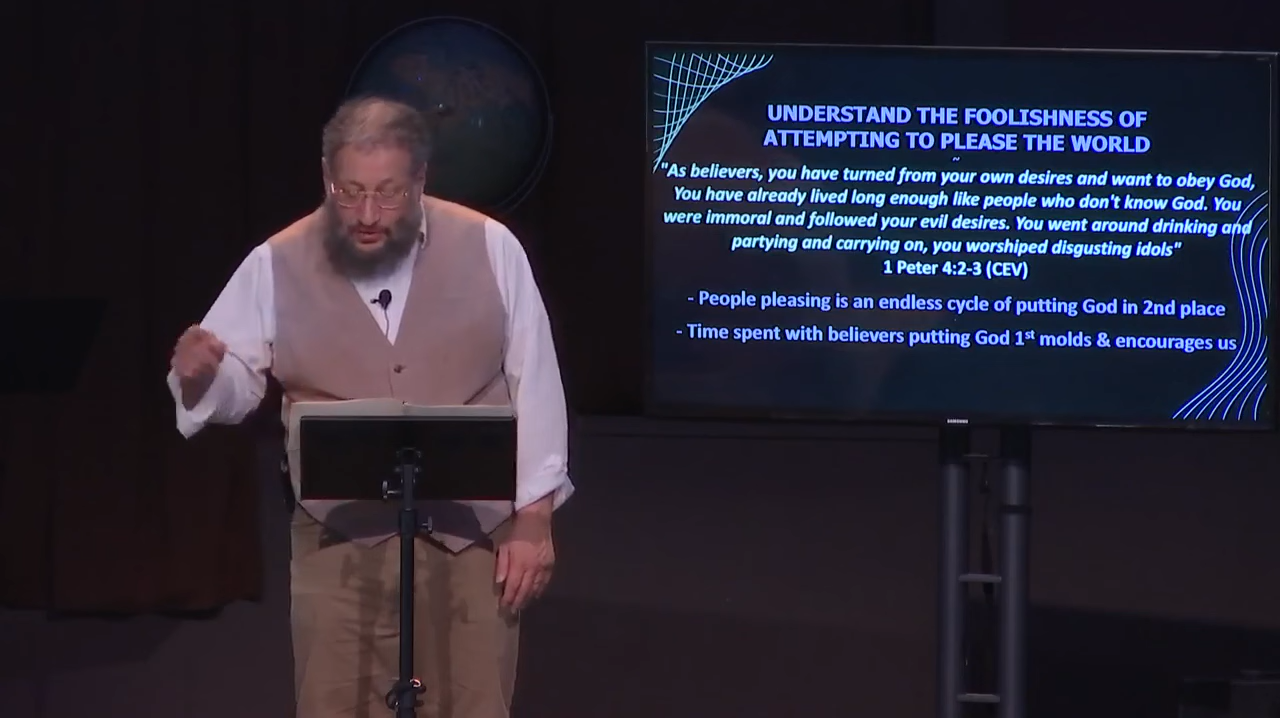 UNDERSTAND THE FOOLISHNESS OF
ATTEMPTING TO PLEASE THE WORLD
~
"As believers, you have turned from your own desires and want to obey God,
You have already lived long enough like people who don't know God. You
were immoral and followed your evil desires. You went around drinking and
partying and carrying on, you worshiped disgusting idols"
1 Peter 4:2-3 (CEV)
- People pleasing is an endless cycle of putting God in 2nd place
- Time spent with believers putting God 1st molds & encourages us
SAMSUNG